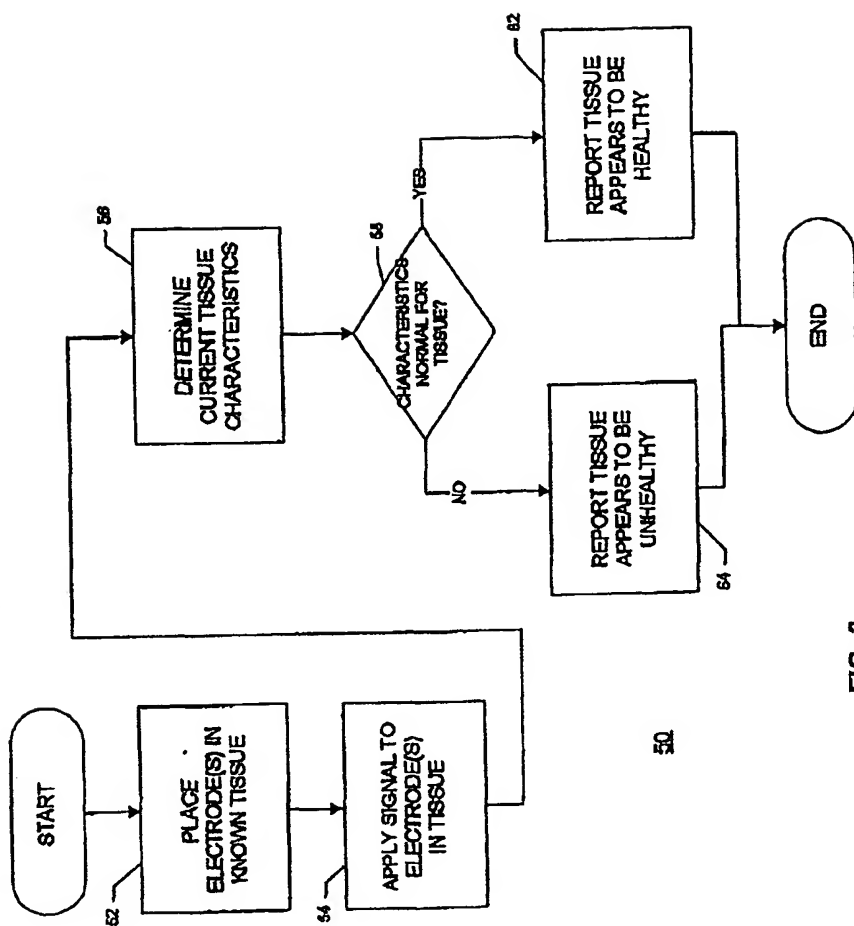 START
52
PLACE
ELECTRODE(S) IN
KNOWN TISSUE
54
APPLY SIGNAL TO
ELECTRODE(S)
IN TISSUE
50
56
DETERMINE
CURRENT TISSUE
CHARACTERISTICS
CHARACTERISTICS
NORMAL FOR
TISSUE?
NO
YES
62
REPORT TISSUE
APPEARS TO BE
HEALTHY
REPORT TISSUE
APPEARS TO BE
UNHEALTHY
64
END
FIG.